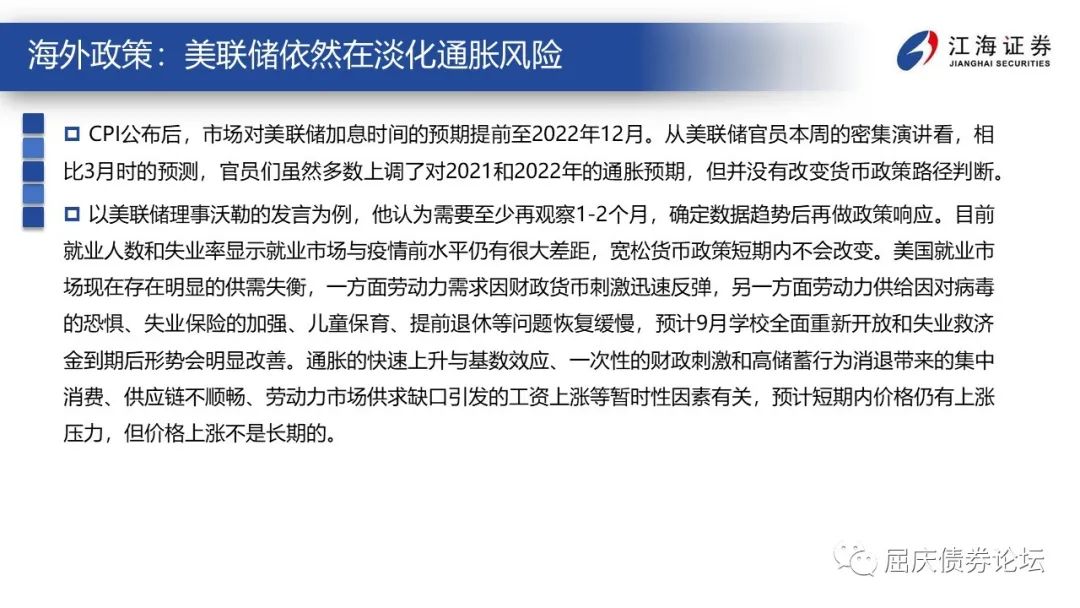 海外政策：美联储依然在淡化通胀风险
江海证券
JIANGHAI SECURITIES
CPI公布后，市场对美联储加息时间的预期提前至2022年12月。从美联储官员本周的密集演讲看，相
比3月时的预测，官员们虽然多数上调了对2021和2022年的通胀预期，但并没有改变货币政策路径判断。
以美联储理事沃勒的发言为例，他认为需要至少再观察1-2个月，确定数据趋势后再做政策响应。目前
就业人数和失业率显示就业市场与疫情前水平仍有很大差距，宽松货币政策短期内不会改变。美国就业市
场现在存在明显的供需失衡，一方面劳动力需求因财政货币刺激迅速反弹，另一方面劳动力供给因对病毒
的恐惧、失业保险的加强、儿童保育、提前退休等问题恢复缓慢，预计9月学校全面重新开放和失业救济
金到期后形势会明显改善。通胀的快速上升与基数效应、一次性的财政刺激和高储蓄行为消退带来的集中
消费、供应链不顺畅、劳动力市场供求缺口引发的工资上涨等暂时性因素有关，预计短期内价格仍有上涨
压力，但价格上涨不是长期的。
屈庆债券论坛